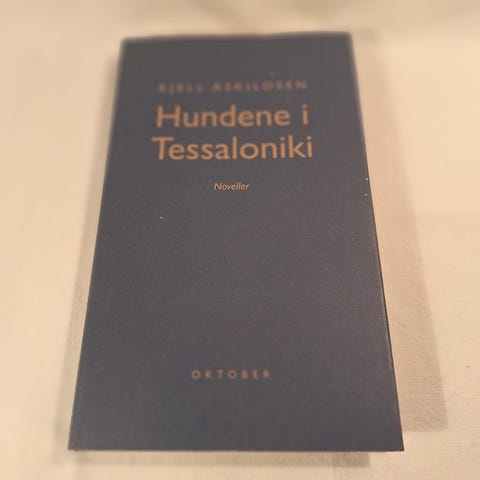 KJELL ASKILDSEN
Hundene i
Tessaloniki
Noveller
OKTOBER